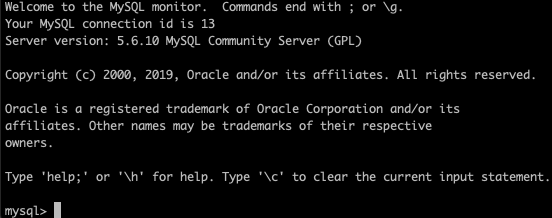 Welcome to the MySQL monitor.  Commands end with ; or \g.
Your MySQL connection id is 13
Server version: 5.6.10 MySQL Community Server (GPL)
Copyright (c) 2000, 2019, Oracle and/or its affiliates. All rights reserved.
Oracle is a registered trademark of Oracle Corporation and/or its
affiliates. Other names may be trademarks of their respective
owners.
Type 'help;' or '\h' for help. Type '\c' to clear the current input statement.
mysql>